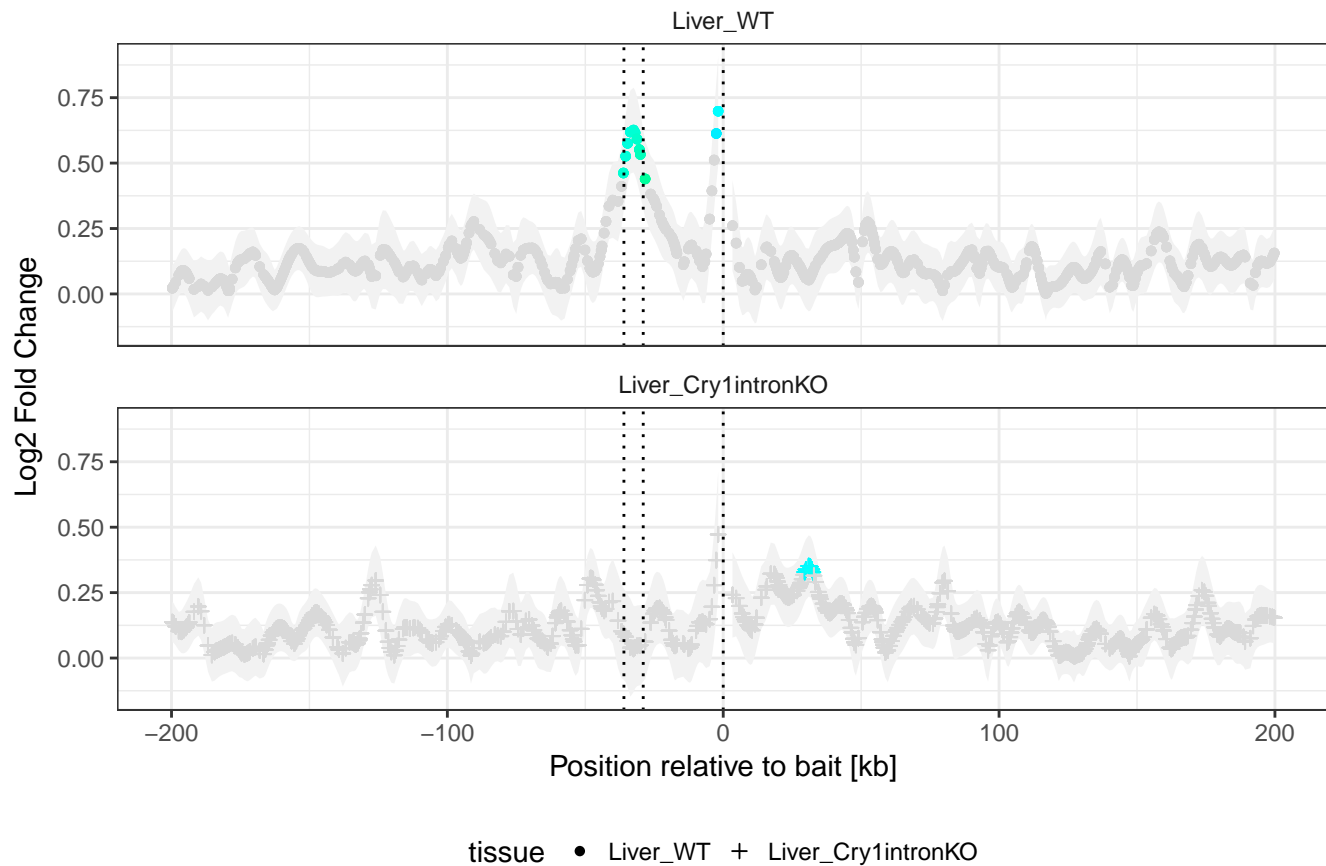 Liver_WT
0.75
0.50
0.25
0.00
Liver_Cry1intronKO
0.75
0.50
0.25
0.00
Log2 Fold Change
−200 −100 0 100 200
Position relative to bait [kb]
tissue Liver_WT Liver_Cry1intronKO